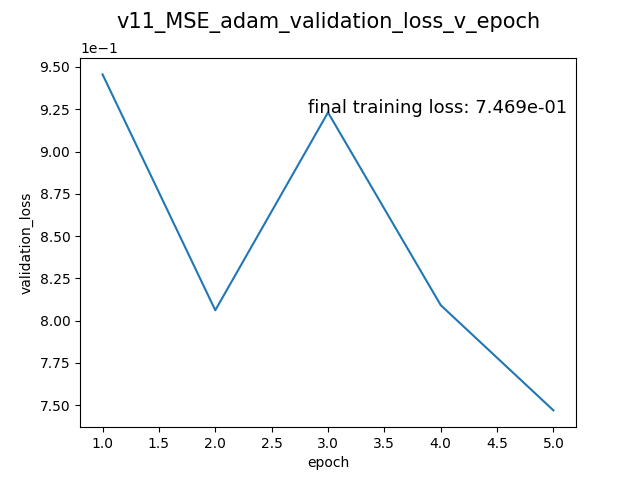 v11_MSE_adam_validation_loss_v_epoch
1e−1
9.50
9.25
9.00
8.75
8.50
8.25
8.00
7.75
7.50
validation_loss
final training loss: 7.469e-01
1.0 1.5 2.0 2.5 3.0 3.5 4.0 4.5 5.0
epoch